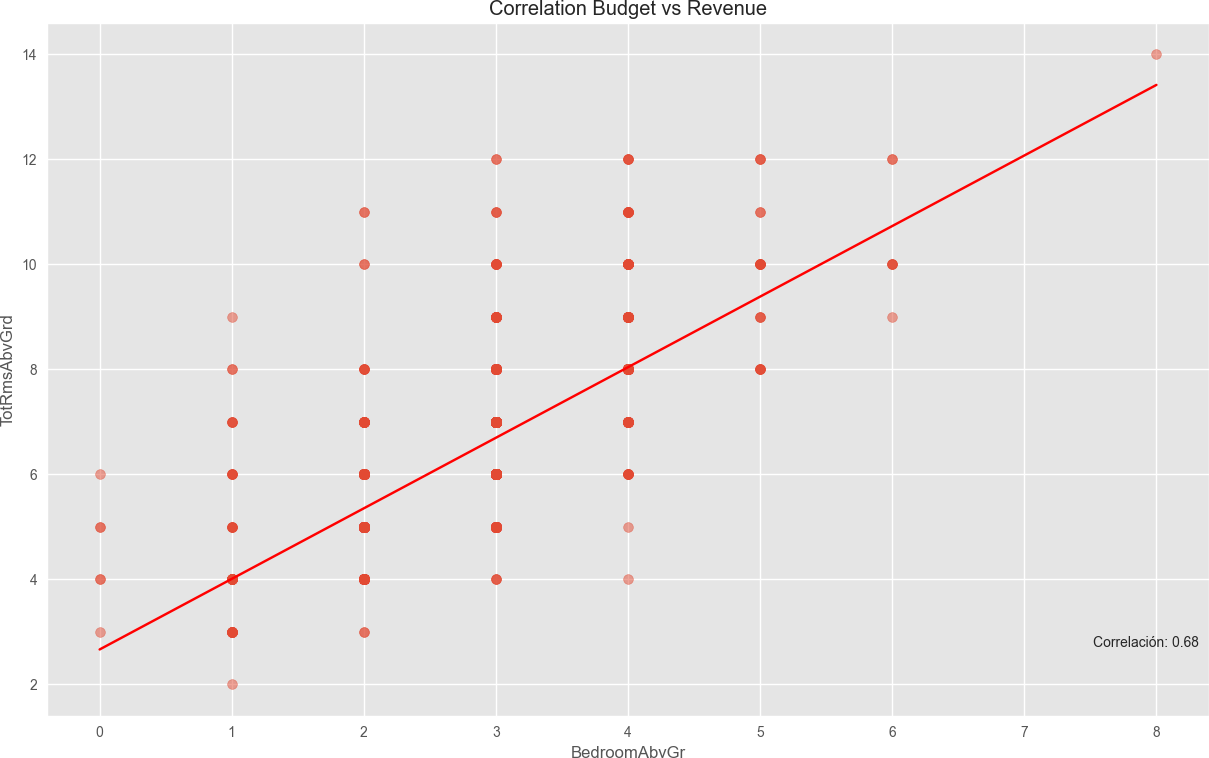 Correlation Budget vs Revenue
14
12
10
8
6
4
2
TotRmsAbvGrd
Correlación: 0.68
0 1 2 3 4 5 6 7 8
BedroomAbvGr